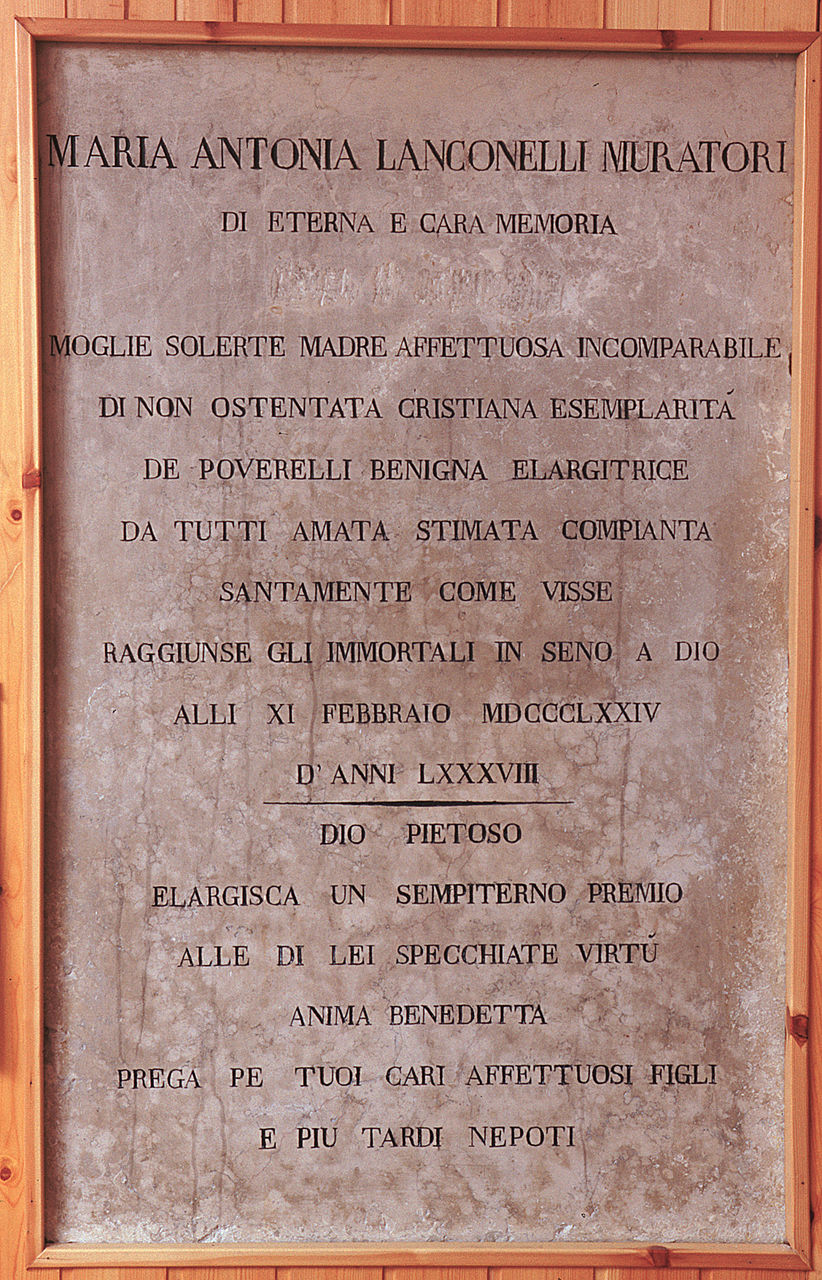 MARIA ANTONIA LANCONELLI MURATORI
DI ETERNA E CARA MEMORIA
MOGLIE SOLERTE MADRE AFFETTUOSA INCOMPARABILE
DI NON OSTENTATA CRISTIANA ESEMPLARITÁ
DE POVERELLI BENIGNA ELARGITRICE
DA TUTTI AMATA STIMATA COMPIANTA
SANTAMENTE COME VISSE
RAGGIUNSE GLI IMMORTALI IN SENO A DIO
ALLI XI FEBBRAIO MDCCCLXXIV
D' ANNI LXXXVIII
DIO PIETOSO
ELARGISCA UN SEMPITERNO PREMIO
ALLE DI LEI SPECCHIATE VIRTÚ
ANIMA BENEDETTA
PREGA PE TUOI CARI AFFETTUOSI FIGLI
E PIU TARDI NEPOTI